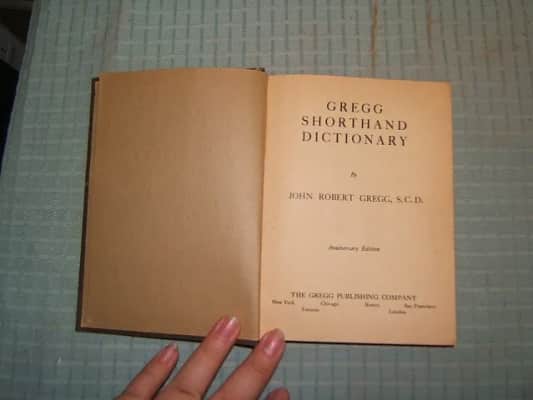 GREGG
SHORTHAND
DICTIONARY
by
JOHN ROBERT GREGG, S.C.D.
Anniversary Edition
THE GREGG PUBLISHING COMPANY
New York Chicago Boston San Francisco
Toronto London